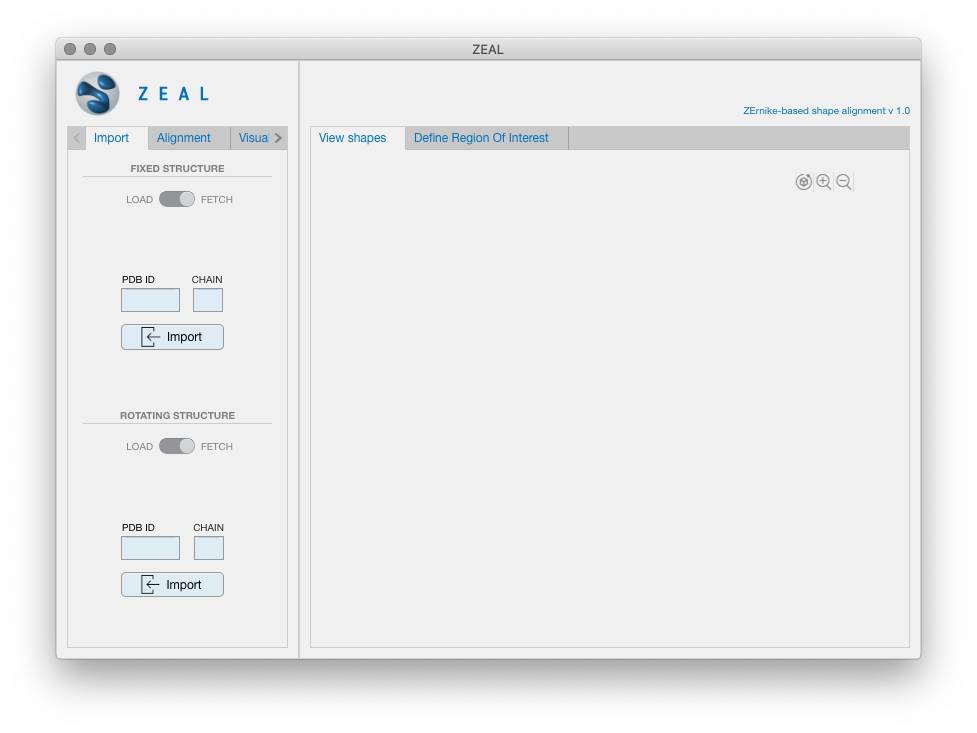 ZEAL
Z E A L
ZErnike-based shape alignment v 1.0
Import Alignment Visua
View shapes Define Region Of Interest
FIXED STRUCTURE
LOAD FETCH
PDB ID CHAIN
Import
ROTATING STRUCTURE
LOAD FETCH
PDB ID CHAIN
Import